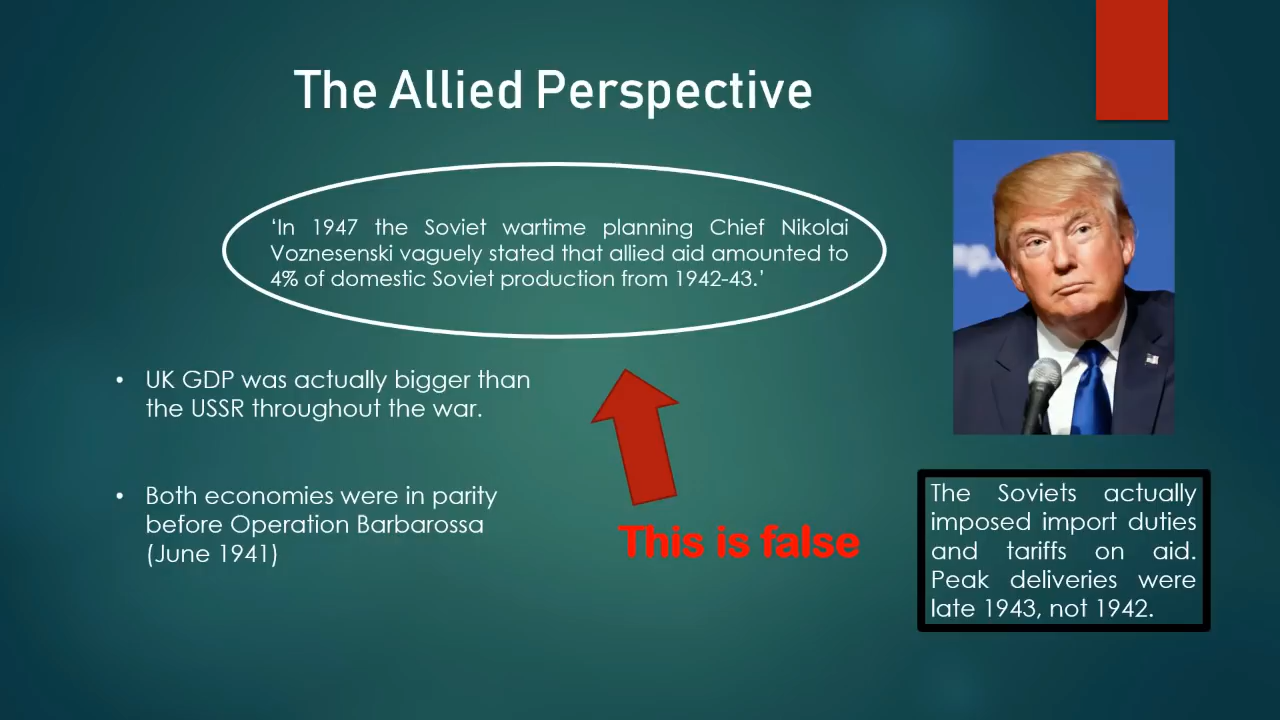 The Allied Perspective
‘In 1947 the Soviet wartime planning Chief Nikolai
Voznesenski vaguely stated that allied aid amounted to
4% of domestic Soviet production from 1942-43.’
• UK GDP was actually bigger than
the USSR throughout the war.
• Both economies were in parity
before Operation Barbarossa
(June 1941)
This is false
The Soviets actually
imposed import duties
and tariffs on aid.
Peak deliveries were
late 1943, not 1942.